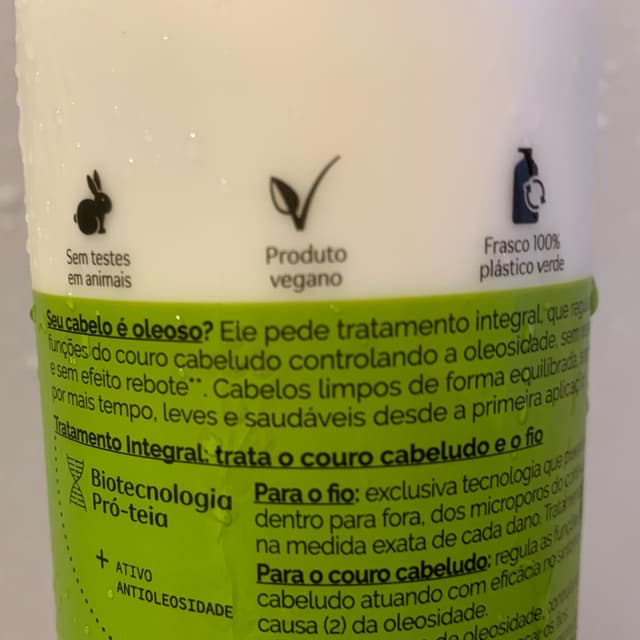 Sem testes
em animais
Produto
vegano
Frasco 100%
plástico verde
Seu cabelo é oleoso? Ele pede tratamento integral, que
funções do couro cabeludo controlando a oleosidade, sem
e sem efeito rebote**. Cabelos limpos de forma equilibrada,
por mais tempo, leves e saudáveis desde a primeira
Tratamento Integral: trata o couro cabeludo e o fio
Biotecnologia
Pró-teia
+ ATIVO
ANTIOLEOSIDADE
Para o fio: exclusiva tecnologia que
dentro para fora, dos microporos do
na medida exata de cada dano.
Para o couro cabeludo: regula as
cabeludo atuando com eficácia no
causa (2) da oleosidade.
oleosidade,